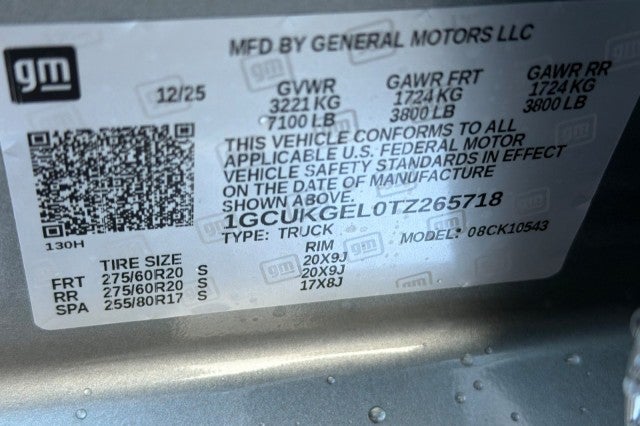 MFD BY GENERAL MOTORS LLC
gm
12/25 GVWR GAWR FRT GAWR RR
3221 KG 1724 KG 1724 KG
7100 LB 3800 LB 3800 LB
THIS VEHICLE CONFORMS TO ALL
APPLICABLE U.S. FEDERAL MOTOR
VEHICLE SAFETY STANDARDS IN EFFECT
ON THE DATE OF MANUFACTURE
SHOWN ABOVE.
1GCUKGEL0TZ265718
TYPE: TRUCK MODEL: 08CK10543
130H
TIRE SIZE RIM
FRT 275/60R20 S 20X9J
RR 275/60R20 S 20X9J
SPA 255/80R17 S 17X8J